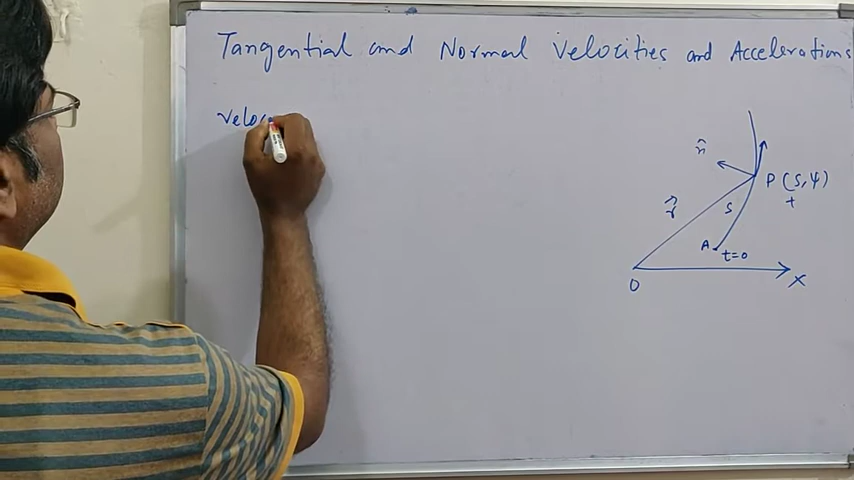 Tangential and Normal Velocities and Accelerations
Veloc
n̂
P (s, ψ)
t
r̂
s
A
t=0
O
X